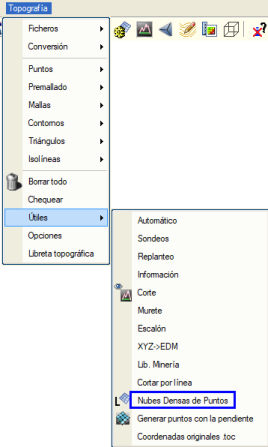 Topografía
Ficheros
Conversión
Puntos
Premallado
Mallas
Contornos
Triángulos
Isolíneas
Borrar todo
Chequear
Útiles
Opciones
Libreta topográfica
Automático
Sondeos
Replanteo
Información
Corte
Murete
Escalón
XYZ->EDM
Lib. Minería
Cortar por línea
Nubes Densas de Puntos
Generar puntos con la pendiente
Coordenadas originales .toc